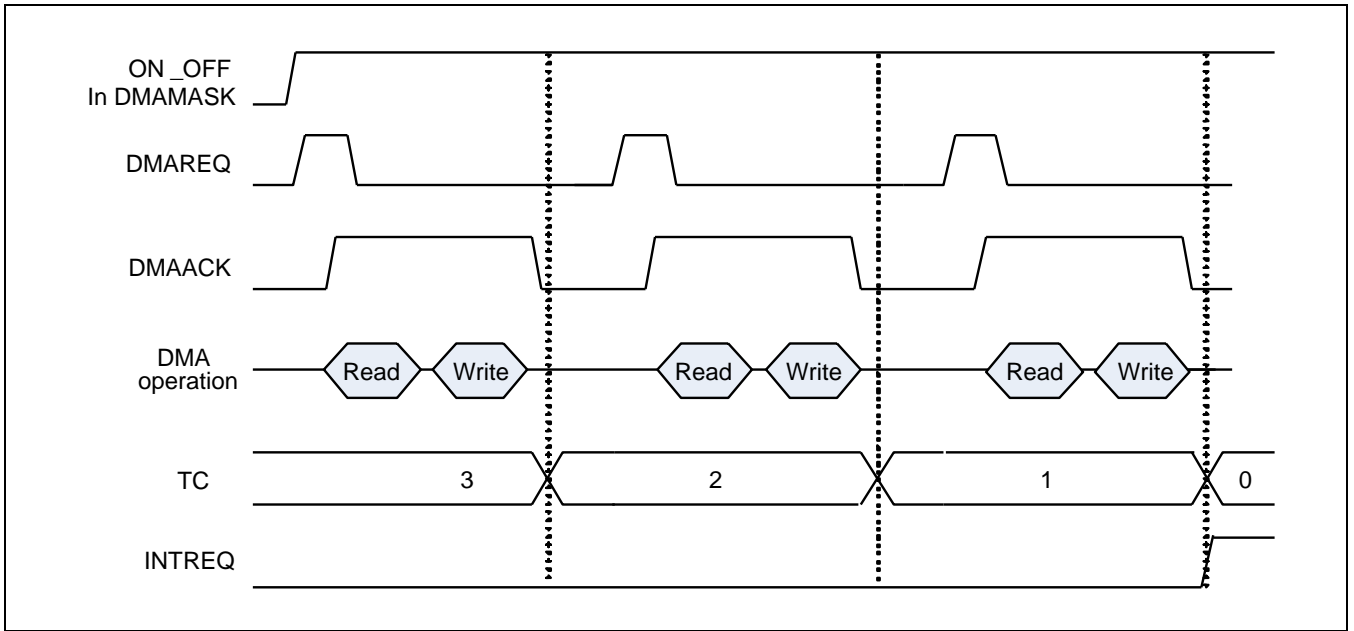 ON _OFF
In DMAMASK
DMAREQ
DMAACK
DMA
operation
Read Write Read Write Read Write
TC 3 2 1 0
INTREQ